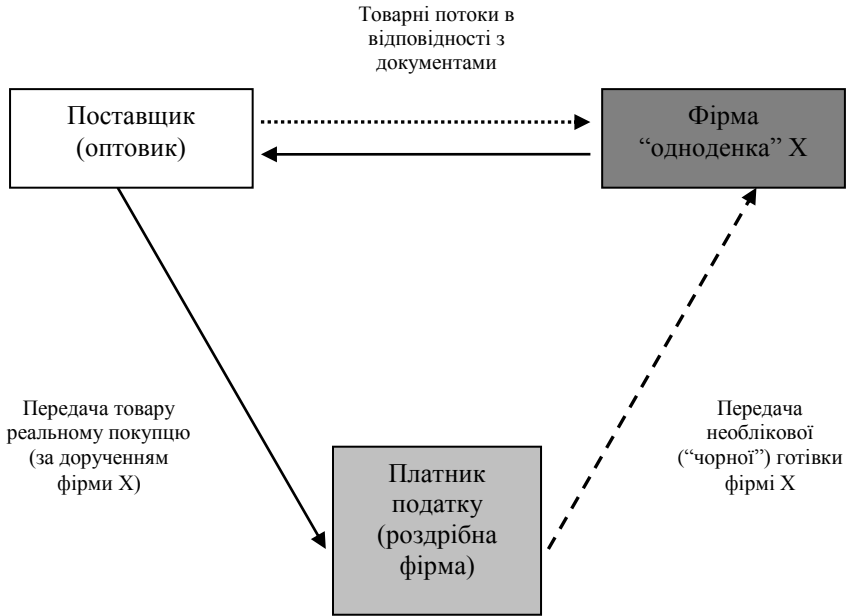 Товарні потоки в
відповідності з
документами
Поставщик
(оптовик)
Фірма
“одноденка” Х
Передача товару
реальному покупцю
(за дорученням
фірми Х)
Платник
податку
(роздрібна
фірма)
Передача
необлікової
(“чорної”) готівки
фірмі Х